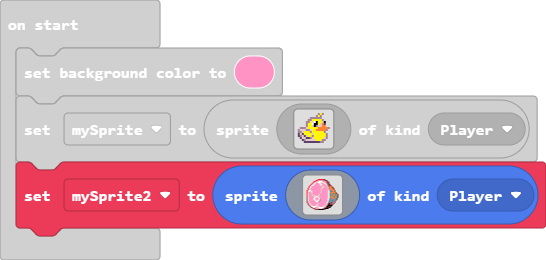 on start
set background color to
set mySprite to sprite of kind Player
set mySprite2 to sprite of kind Player